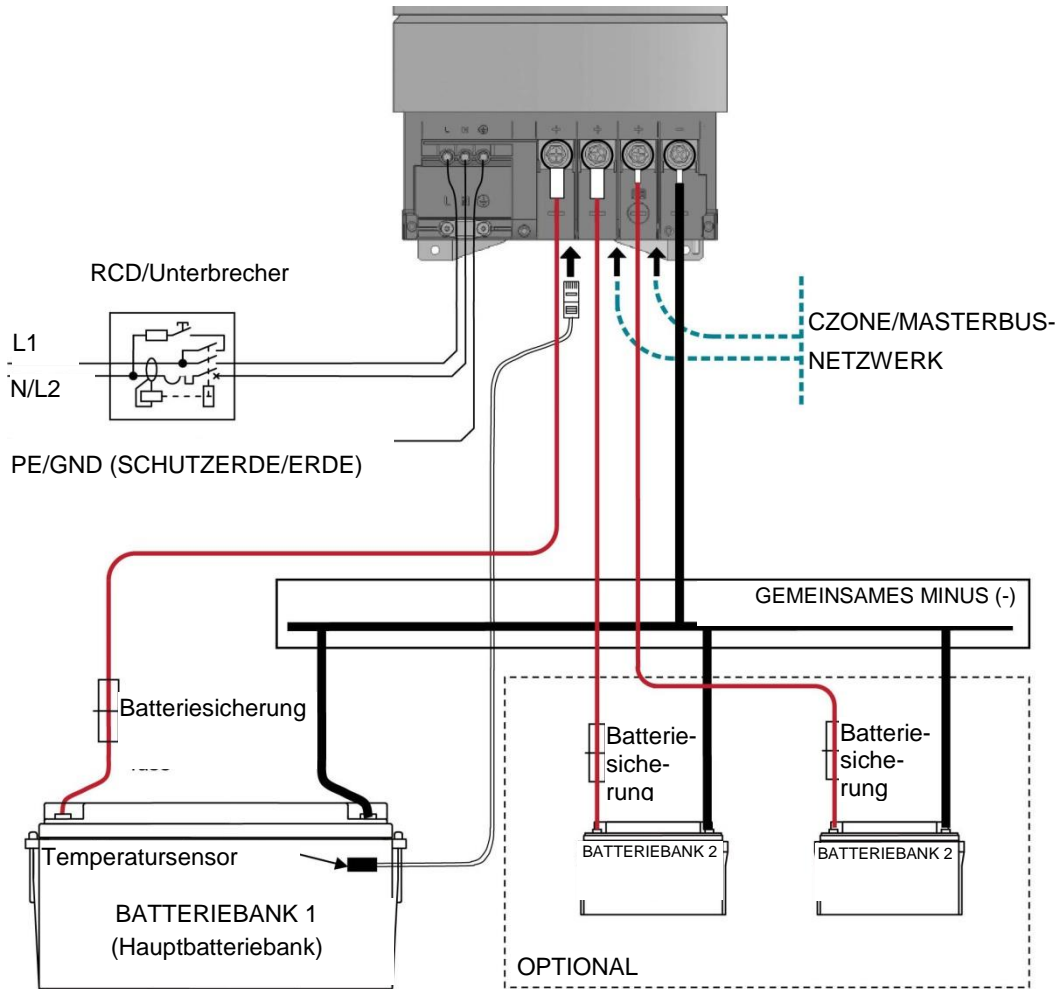 L N
+ + + -
L N
RCD/Unterbrecher
L1
N/L2
PE/GND (SCHUTZERDE/ERDE)
CZONE/MASTERBUS-
NETZWERK
GEMEINSAMES MINUS (-)
Batteriesicherung
Batterie-
siche-
rung
Batterie-
siche-
rung
Temperatursensor
BATTERIEBANK 1
(Hauptbatteriebank)
BATTERIEBANK 2
BATTERIEBANK 2
OPTIONAL